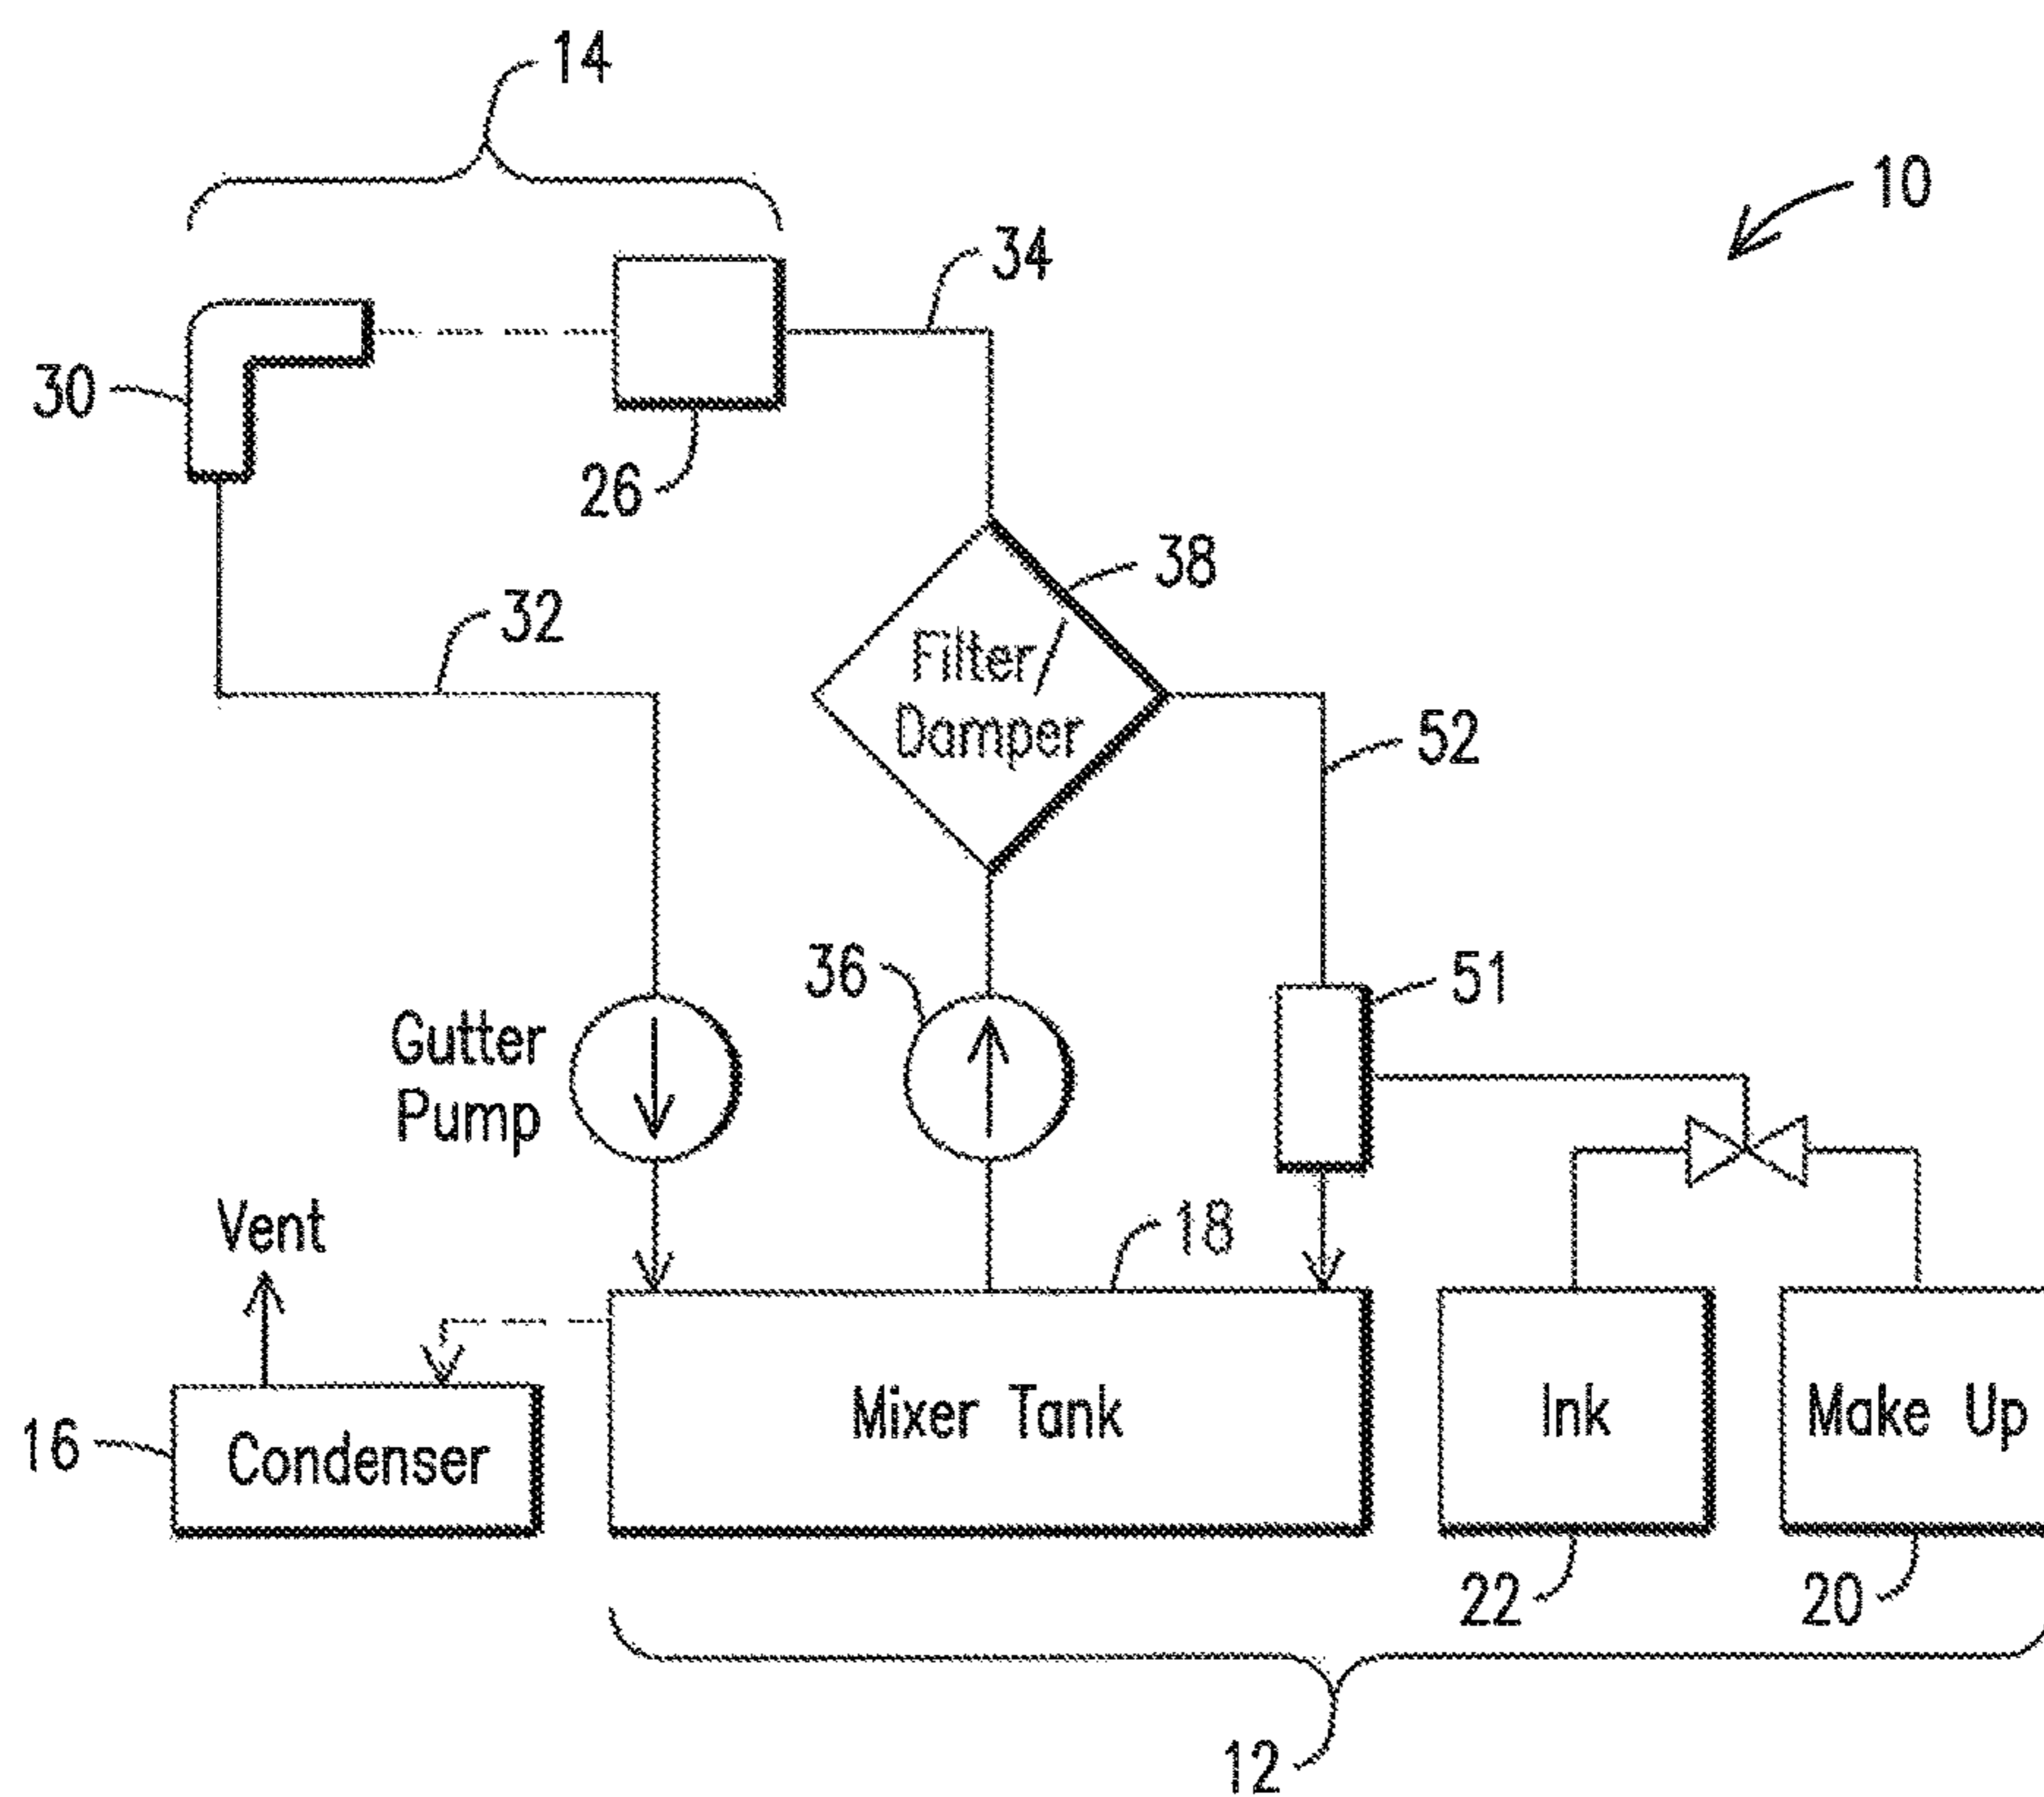 14
10
34
30
26
38
32
Filter/
Damper
52
36
51
Gutter
Pump
Vent
18
16
Condenser
Mixer Tank
Ink
Make Up
22
20
12